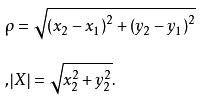 ρ = √((x₂ − x₁)² + (y₂ − y₁)²)
, |X| = √(x₂² + y₂²).